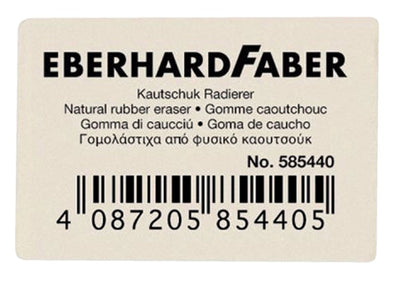 EBERHARDFABER
Kautschuk Radierer
Natural rubber eraser • Gomme caoutchouc
Gomma di caucciú • Goma de caucho
Γομολάστιχα από φυσικό καουτσούκ
No. 585440
4 087205 854405